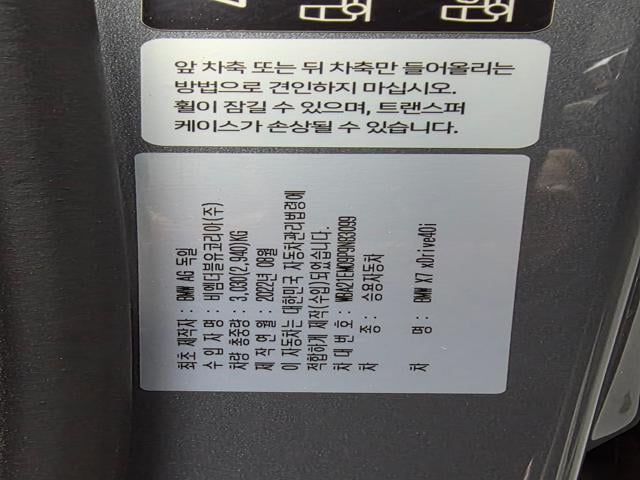 앞 차축 또는 뒤 차축만 들어올리는
방법으로 견인하지 마십시오.
휠이 잠길 수 있으며, 트랜스퍼
케이스가 손상될 수 있습니다.
최초 제작자 : BMW AG 독일
수 입 자 명 : 비엠더블유코리아(주)
차량 총중량 : 3,030(2,940)KG
제 작 연 월 : 2022년 08월
이 자동차는 대한민국 자동차관리법령에
적합하게 제작(수입)되었습니다.
차 대 번 호 : WBA21EM09P9N83099
차 종 : 승용자동차
차 명 : BMW X7 xDrive40i